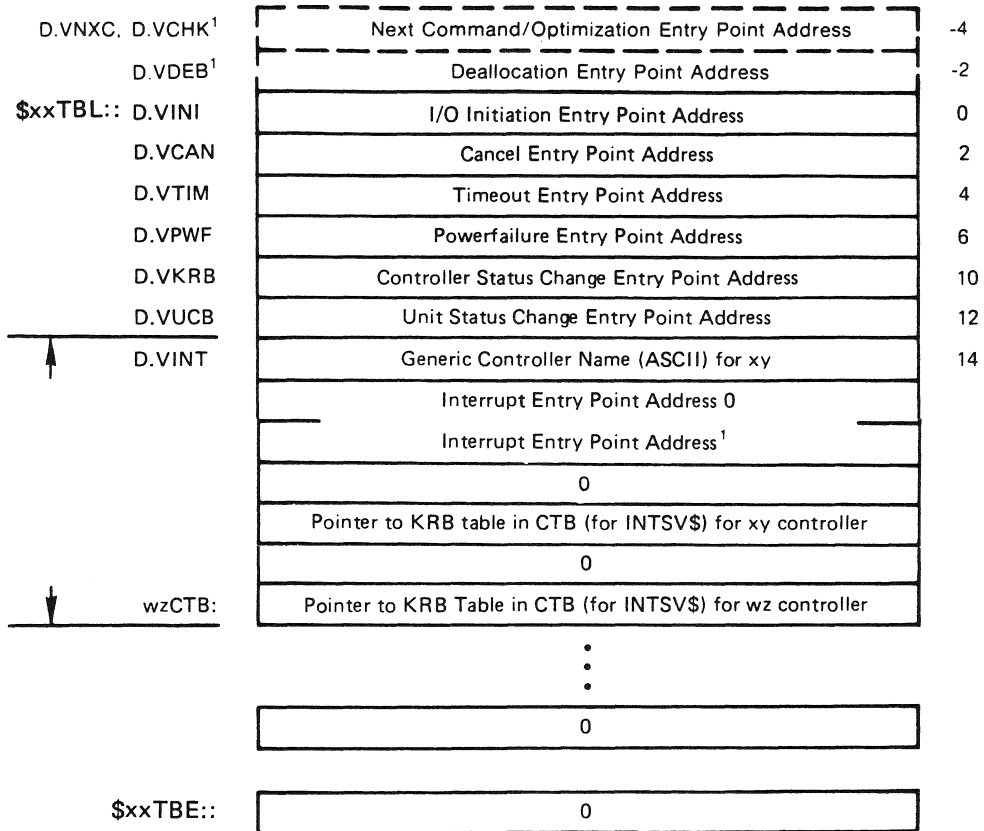 D.VNXC, D.VCHK¹ Next Command/Optimization Entry Point Address -4
D.VDEB¹ Deallocation Entry Point Address -2
$xxTBL:: D.VINI I/O Initiation Entry Point Address 0
D.VCAN Cancel Entry Point Address 2
D.VTIM Timeout Entry Point Address 4
D.VPWF Powerfailure Entry Point Address 6
D.VKRB Controller Status Change Entry Point Address 10
D.VUCB Unit Status Change Entry Point Address 12
D.VINT Generic Controller Name (ASCII) for xy 14
Interrupt Entry Point Address 0
Interrupt Entry Point Address¹
0
Pointer to KRB table in CTB (for INTSV$) for xy controller
0
wzCTB: Pointer to KRB Table in CTB (for INTSV$) for wz controller
0
$xxTBE:: 0